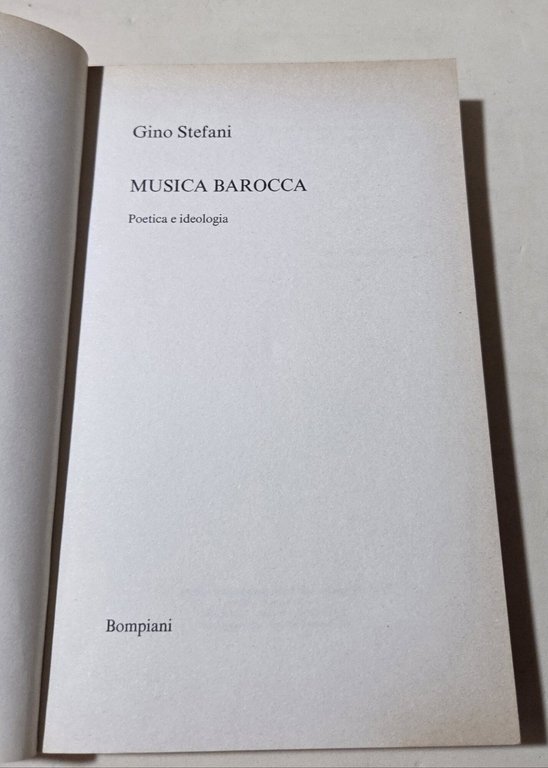 Gino Stefani
MUSICA BAROCCA
Poetica e ideologia
Bompiani